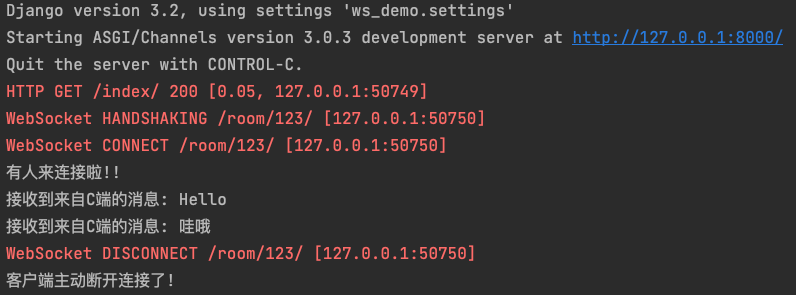 Django version 3.2, using settings 'ws_demo.settings'
Starting ASGI/Channels version 3.0.3 development server at http://127.0.0.1:8000/
Quit the server with CONTROL-C.
HTTP GET /index/ 200 [0.05, 127.0.0.1:50749]
WebSocket HANDSHAKING /room/123/ [127.0.0.1:50750]
WebSocket CONNECT /room/123/ [127.0.0.1:50750]
有人来连接啦!!
接收到来自C端的消息: Hello
接收到来自C端的消息: 哇哦
WebSocket DISCONNECT /room/123/ [127.0.0.1:50750]
客户端主动断开连接了!